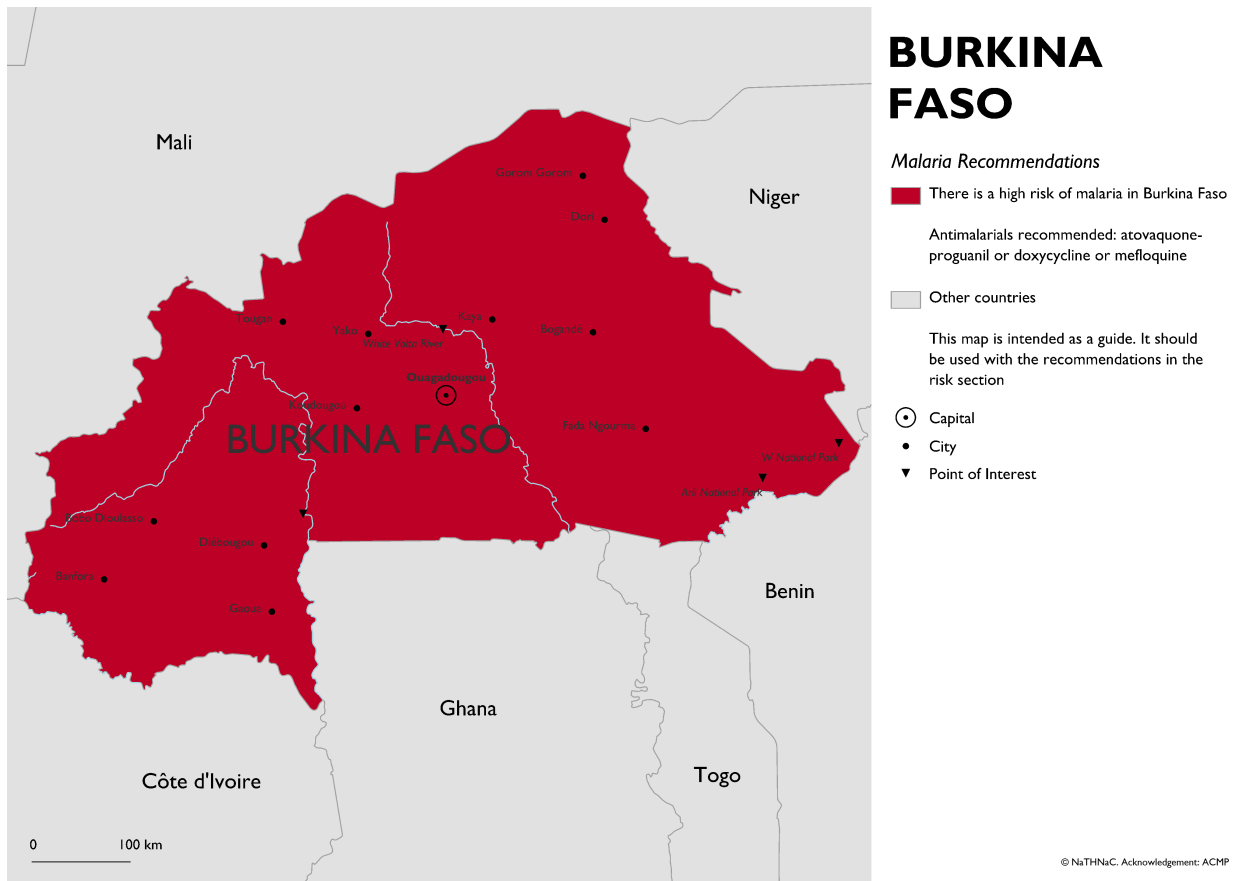 BURKINA
FASO
Malaria Recommendations
There is a high risk of malaria in Burkina Faso
Antimalarials recommended: atovaquone-
proguanil or doxycycline or mefloquine
Other countries
This map is intended as a guide. It should
be used with the recommendations in the
risk section
Capital
City
Point of Interest
Mali
Niger
Gorom Gorom
Dori
Tougan
Yako
Kaya
Bogandé
White Volta River
Ouagadougou
Koudougou
BURKINA FASO
Fada Ngourma
W National Park
Arli National Park
Bobo Dioulasso
Diébougou
Banfora
Gaoua
Benin
Ghana
Togo
Côte d'Ivoire
0 100 km
© NaTHNaC. Acknowledgement: ACMP